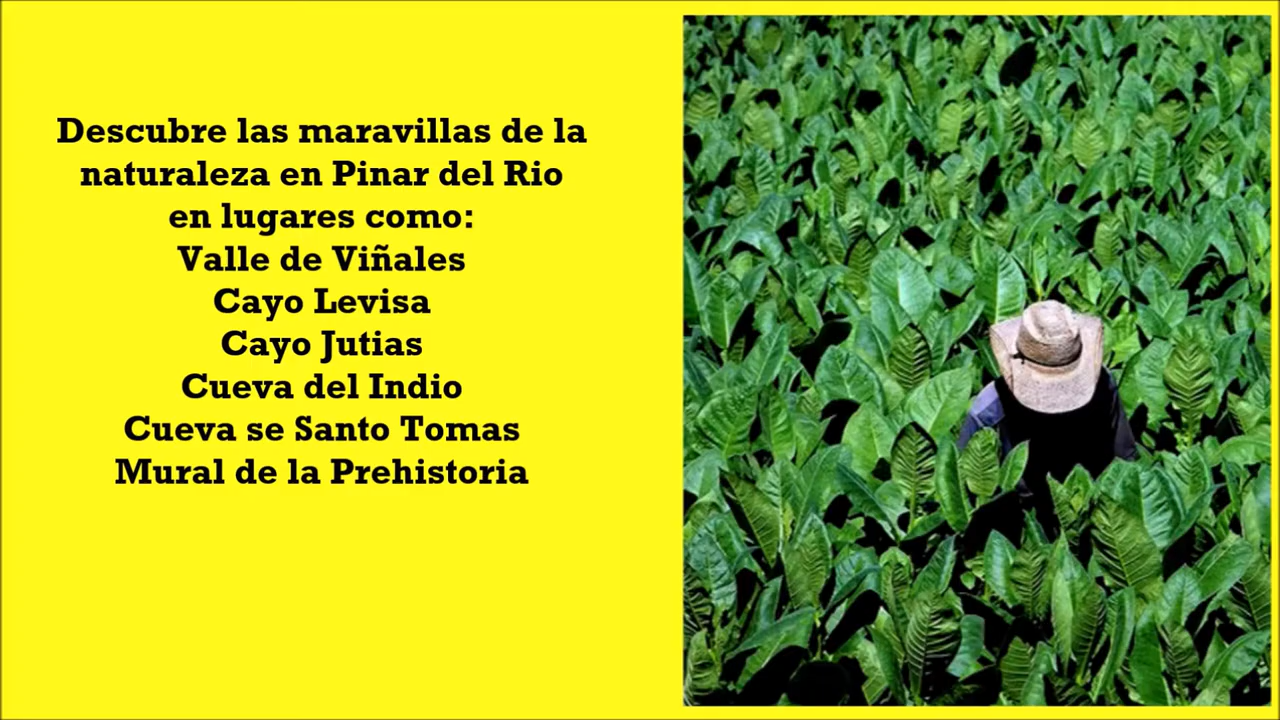 Descubre las maravillas de la
naturaleza en Pinar del Rio
en lugares como:
Valle de Viñales
Cayo Levisa
Cayo Jutias
Cueva del Indio
Cueva se Santo Tomas
Mural de la Prehistoria